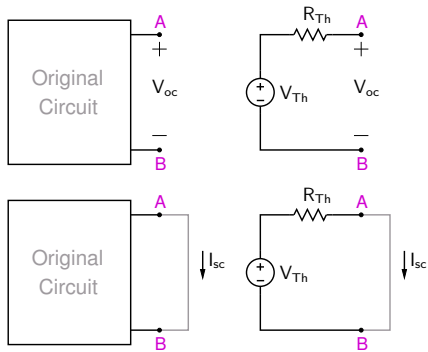 A
+
Original
Circuit
V_oc
−
B
R_Th
A
+
V_Th
+
−
V_oc
−
B
A
Original
Circuit
I_sc
B
R_Th
A
V_Th
+
−
I_sc
B